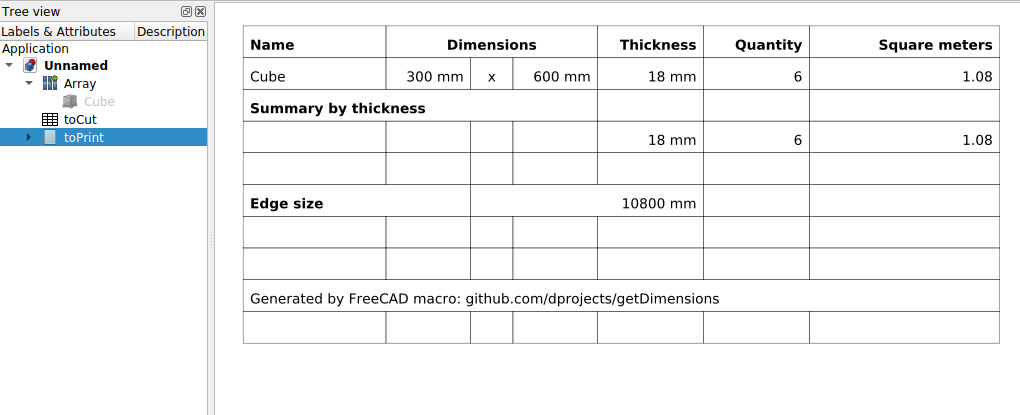 Tree view
Labels & Attributes Description
Application
Unnamed
Array
Cube
toCut
toPrint
Name Dimensions Thickness Quantity Square meters
Cube 300 mm x 600 mm 18 mm 6 1.08
Summary by thickness
18 mm 6 1.08
Edge size 10800 mm
Generated by FreeCAD macro: github.com/dprojects/getDimensions